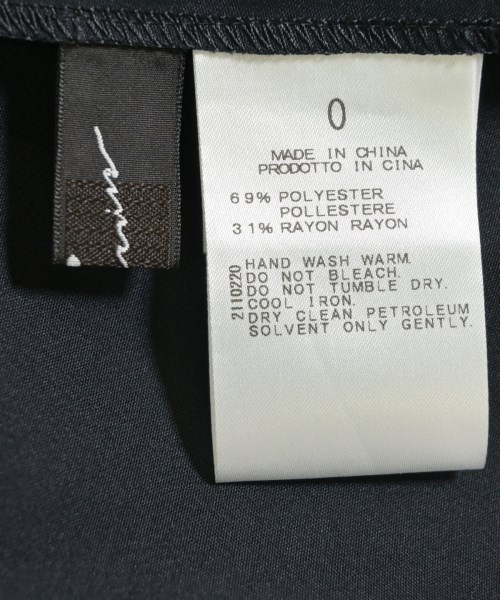 0
MADE IN CHINA
PRODOTTO IN CINA
69% POLYESTER
POLLESTERE
31% RAYON RAYON
HAND WASH WARM.
DO NOT BLEACH.
DO NOT TUMBLE DRY.
COOL IRON.
DRY CLEAN PETROLEUM
SOLVENT ONLY GENTLY.
2110220